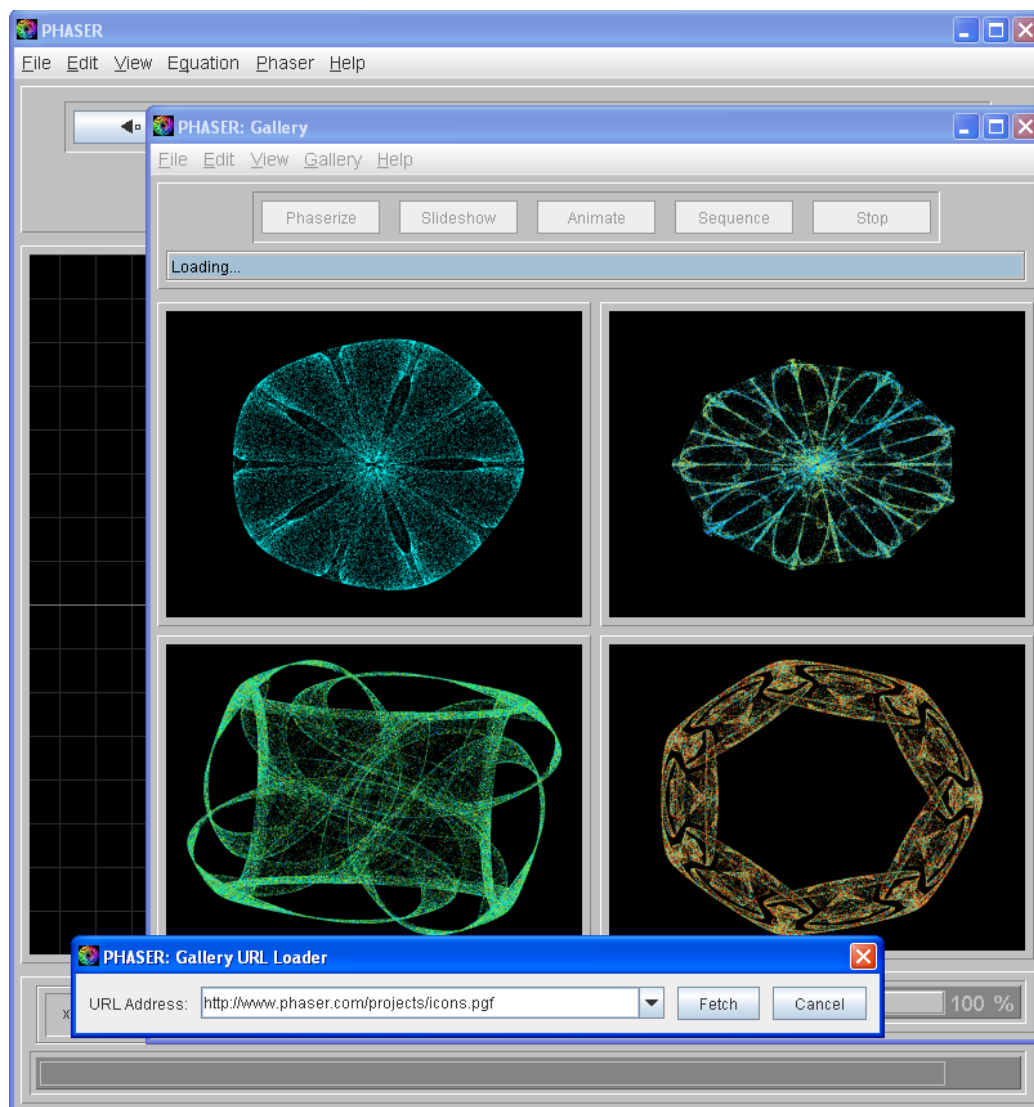 PHASER
File Edit View Equation Phaser Help
PHASER: Gallery
File Edit View Gallery Help
Phaserize Slideshow Animate Sequence Stop
Loading...
PHASER: Gallery URL Loader
URL Address: http://www.phaser.com/projects/icons.pgf Fetch Cancel
x
100 %